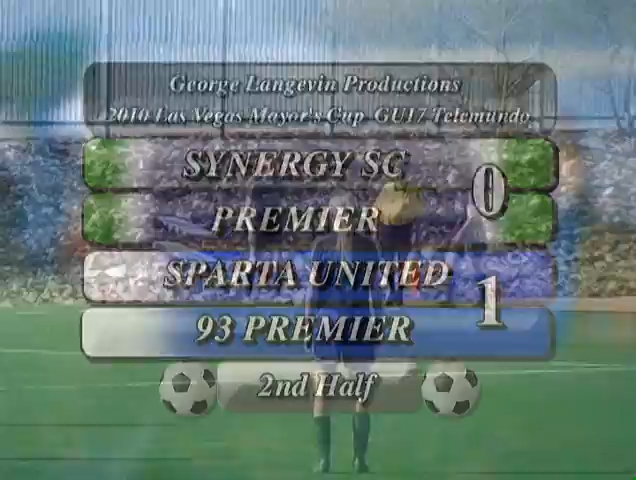 George Langevin Productions
2010 Las Vegas Mayor's Cup GU17 Telemundo
SYNERGY SC
PREMIER
0
SPARTA UNITED
93 PREMIER
1
2nd Half